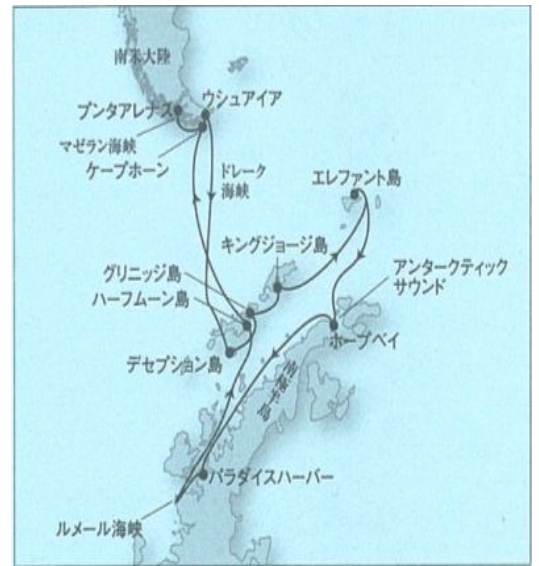 南米大陸
ウシュアイア
プンタアレナス
マゼラン海峡
ケープホーン
ドレーク
海峡
エレファント島
キングジョージ島
グリニッジ島
ハーフムーン島
アンタークティック
サウンド
デセプション島
ホープベイ
南極半島
パラダイスハーバー
ルメール海峡